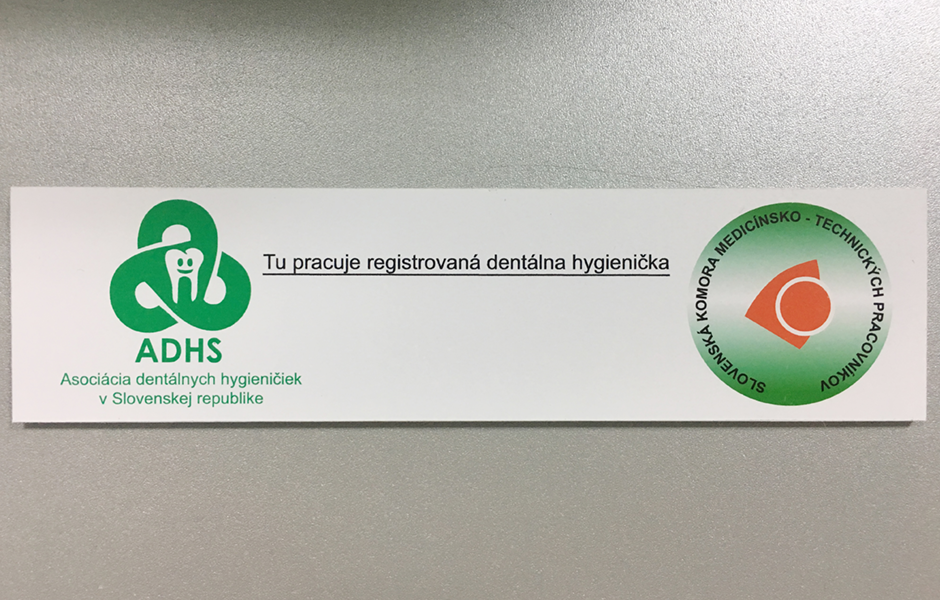 ADHS
Asociácia dentálnych hygieničiek
v Slovenskej republike
Tu pracuje registrovaná dentálna hygienička
SLOVENSKÁ KOMORA MEDICÍNSKO - TECHNICKÝCH PRACOVNÍKOV